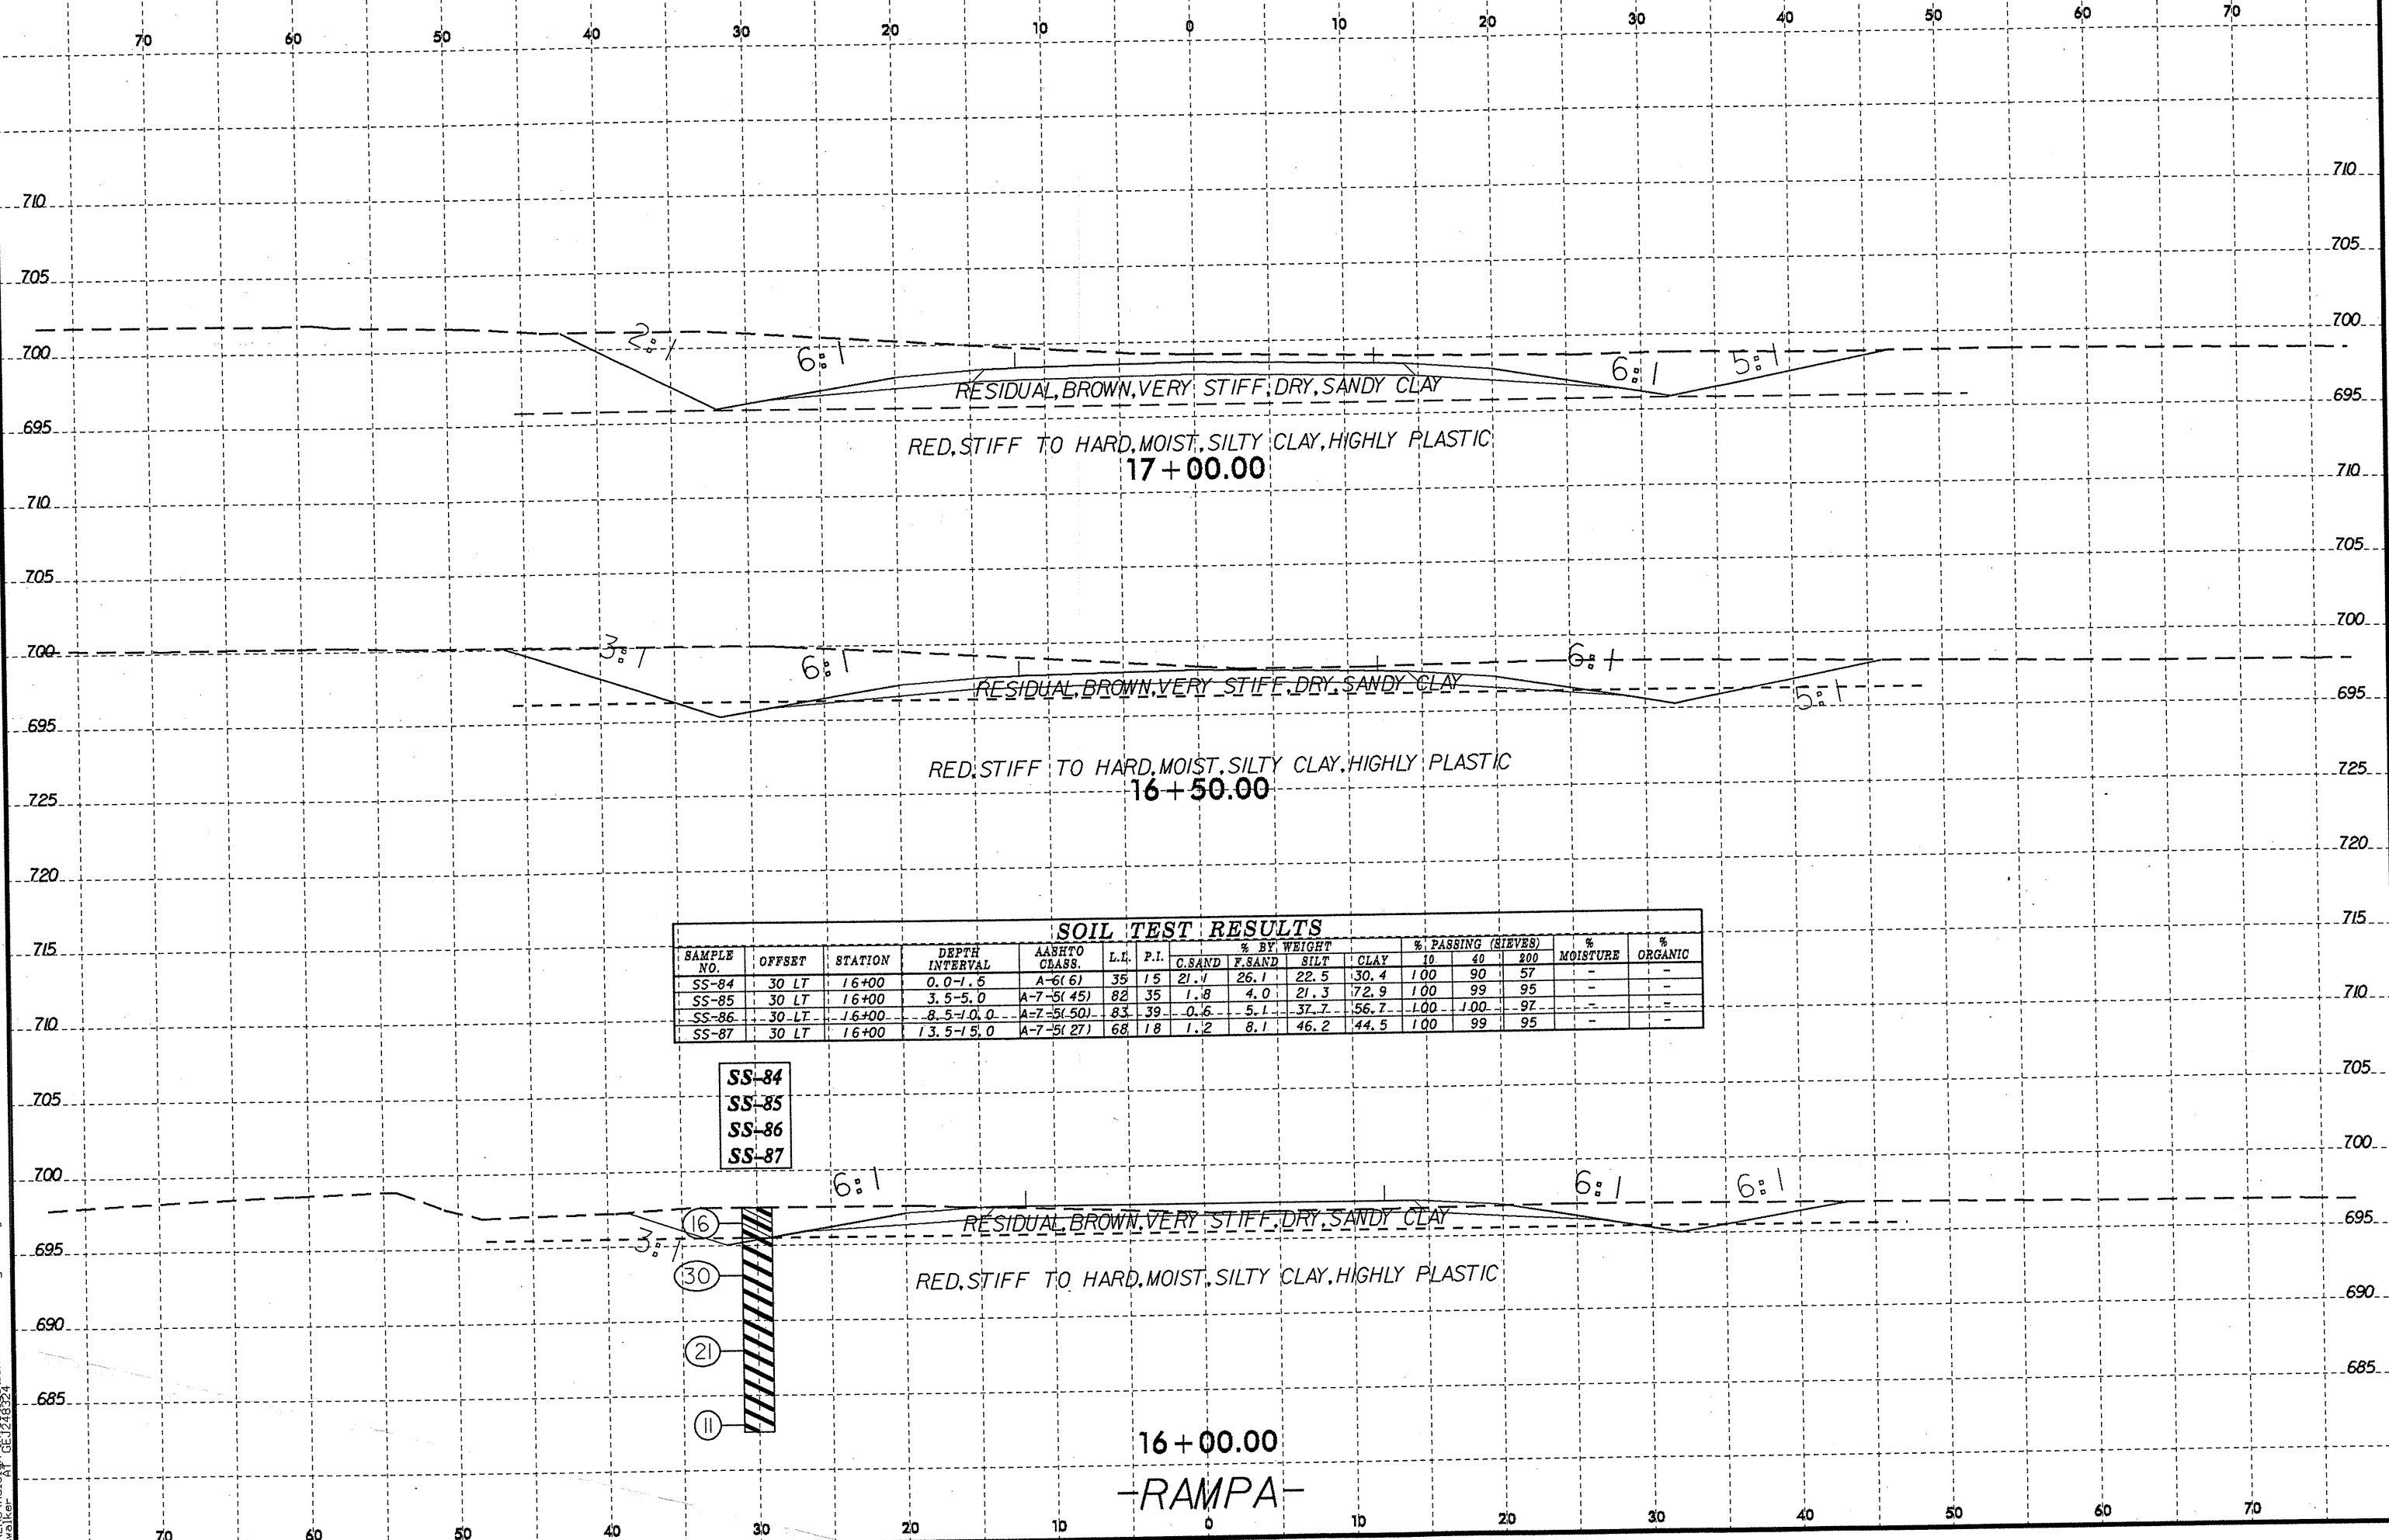 70 60 50 40 30 20 10 0 10 20 30 40 50 60 70
710 710
705 705
2:1 6:1 6:1 5:1
700 700
RESIDUAL,BROWN,VERY STIFF,DRY,SANDY CLAY
695 695
RED,STIFF TO HARD,MOIST,SILTY CLAY,HIGHLY PLASTIC
17+00.00
710 710
705 705
3:1 6:1 6:1 5:1
700 700
RESIDUAL,BROWN,VERY STIFF,DRY,SANDY CLAY
695 695
RED,STIFF TO HARD,MOIST,SILTY CLAY,HIGHLY PLASTIC
16+50.00
725 725
720 720
715 715
SOIL TEST RESULTS
SAMPLE NO. OFFSET STATION DEPTH INTERVAL AASHTO CLASS. L.L. P.I. % BY WEIGHT C.SAND F.SAND SILT CLAY % PASSING (SIEVES) 10 40 200 % MOISTURE % ORGANIC
SS-84 30 LT 16+00 0.0-1.5 A-6(6) 35 15 21.1 26.1 22.5 30.4 100 90 57 - -
SS-85 30 LT 16+00 3.5-5.0 A-7-5(45) 82 35 1.8 4.0 21.3 72.9 100 99 95 - -
SS-86 30 LT 16+00 8.5-10.0 A-7-5(50) 83 39 0.6 5.1 37.7 56.7 100 100 97 - -
SS-87 30 LT 16+00 13.5-15.0 A-7-5(27) 68 18 1.2 8.1 46.2 44.5 100 99 95 - -
710 710
SS-84
SS-85
SS-86
SS-87
705 705
700 700
6:1 6:1 6:1
16
RESIDUAL,BROWN,VERY STIFF,DRY,SANDY CLAY
695 695
3:1
30
RED,STIFF TO HARD,MOIST,SILTY CLAY,HIGHLY PLASTIC
690 690
21
685 685
11
16+00.00
-RAMPA-
70 60 50 40 30 20 10 0 10 20 30 40 50 60 70